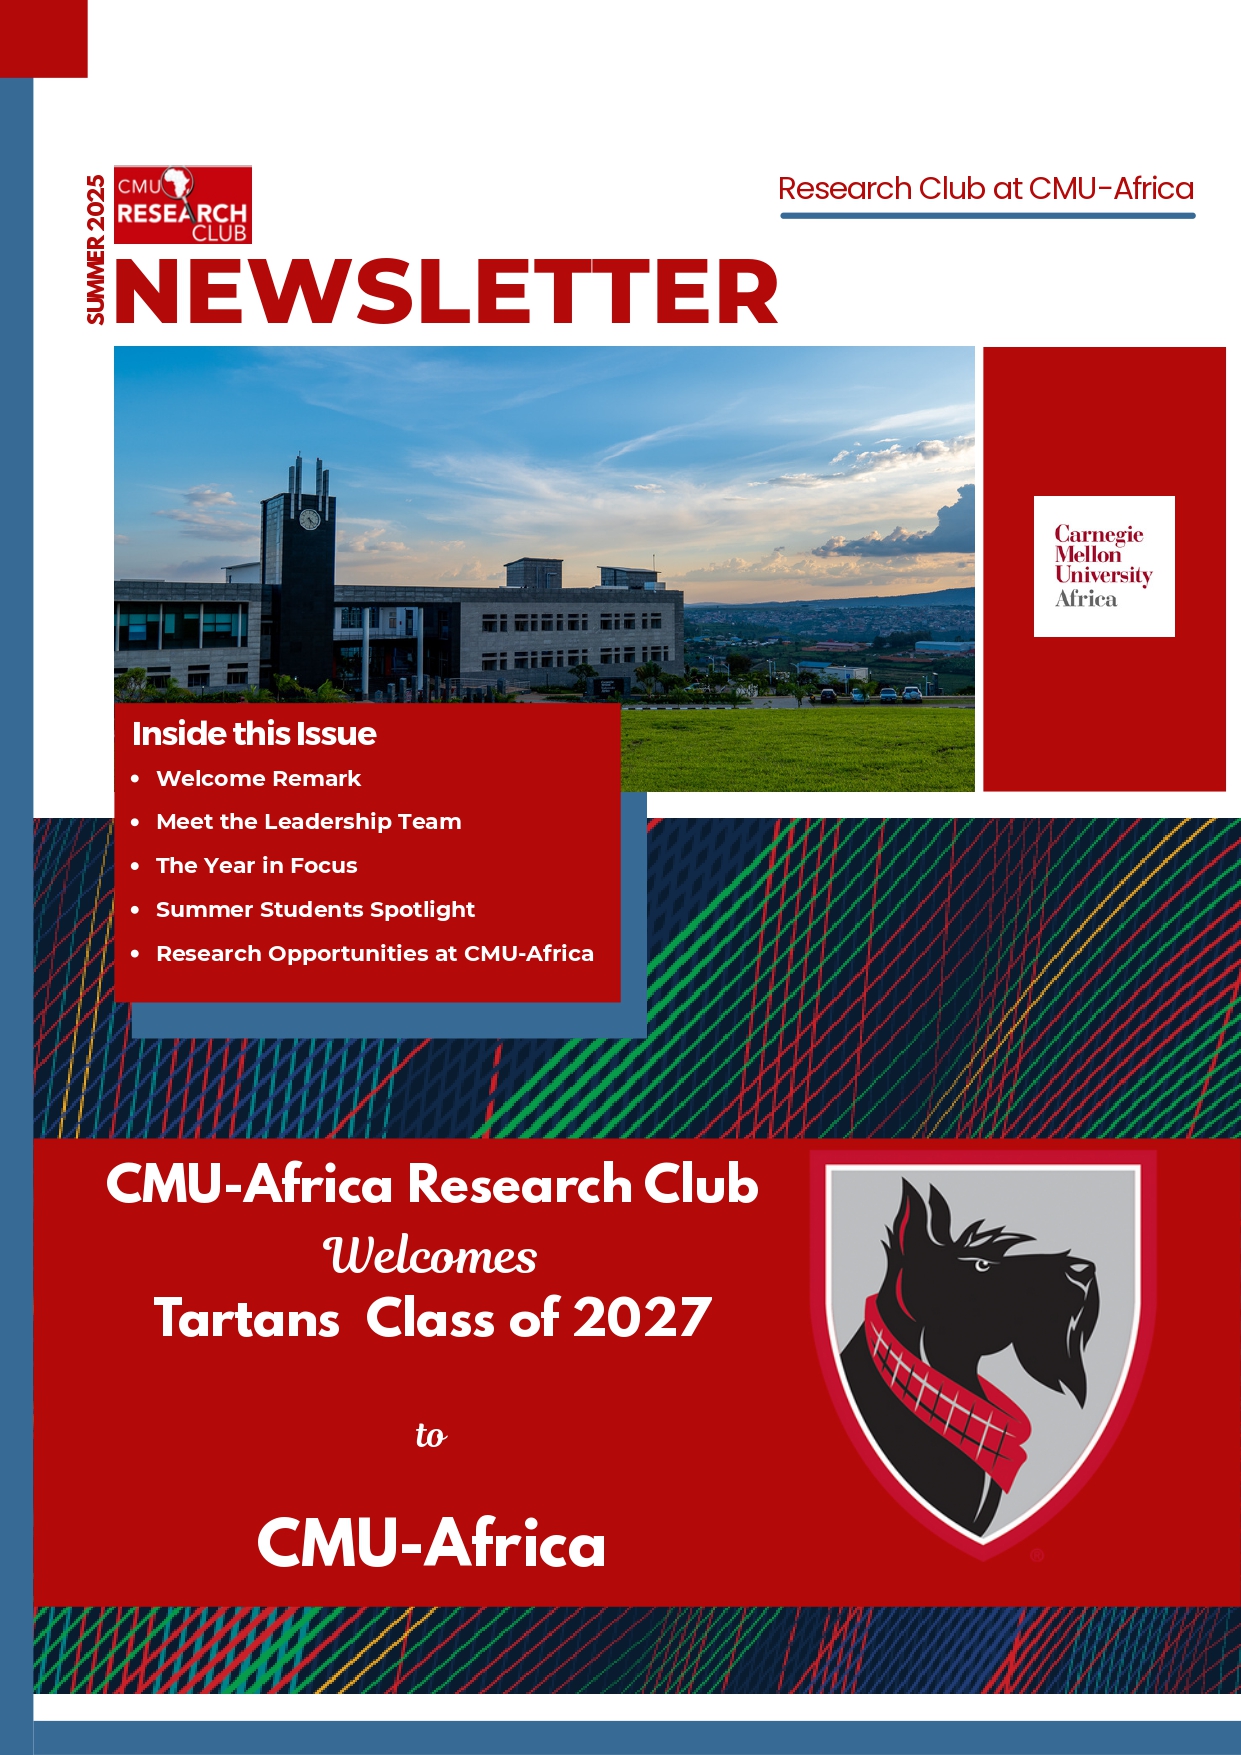 SUMMER 2025
CMU
RESEARCH
CLUB
Research Club at CMU-Africa
NEWSLETTER
Carnegie
Mellon
University
Africa
Inside this Issue
• Welcome Remark
• Meet the Leadership Team
• The Year in Focus
• Summer Students Spotlight
• Research Opportunities at CMU-Africa
CMU-Africa Research Club
Welcomes
Tartans Class of 2027
to
CMU-Africa
®